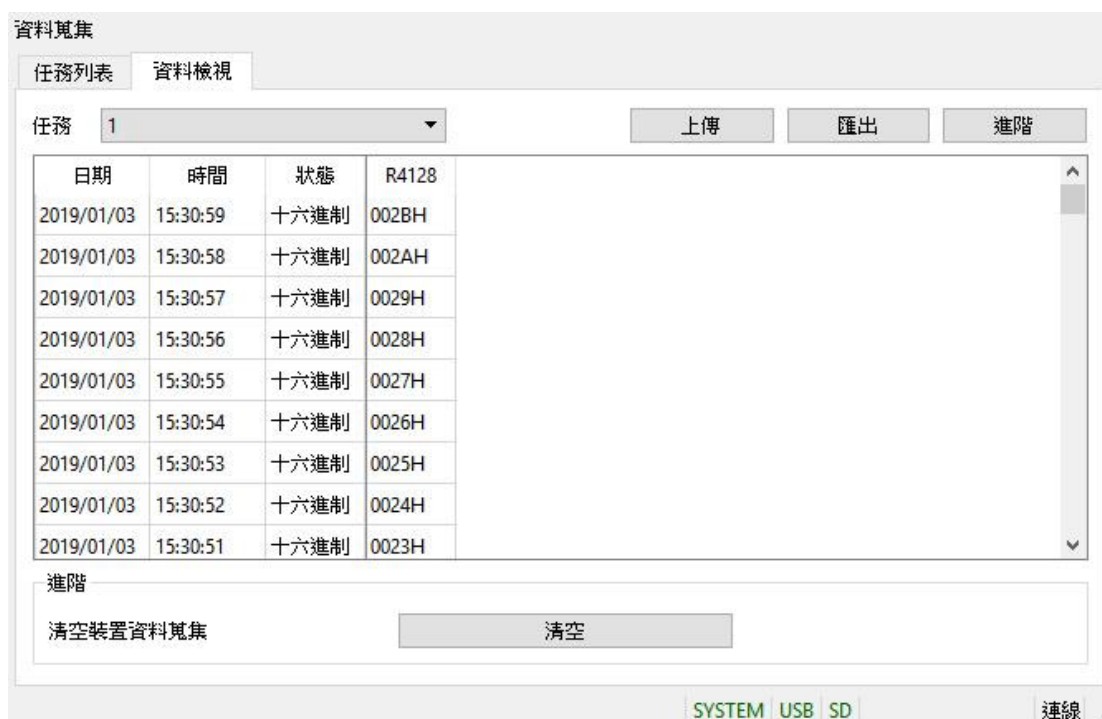 資料蒐集
任務列表 資料檢視
任務 1 上傳 匯出 進階
日期 時間 狀態 R4128
2019/01/03 15:30:59 十六進制 002BH
2019/01/03 15:30:58 十六進制 002AH
2019/01/03 15:30:57 十六進制 0029H
2019/01/03 15:30:56 十六進制 0028H
2019/01/03 15:30:55 十六進制 0027H
2019/01/03 15:30:54 十六進制 0026H
2019/01/03 15:30:53 十六進制 0025H
2019/01/03 15:30:52 十六進制 0024H
2019/01/03 15:30:51 十六進制 0023H
進階
清空裝置資料蒐集 清空
SYSTEM USB SD 連線